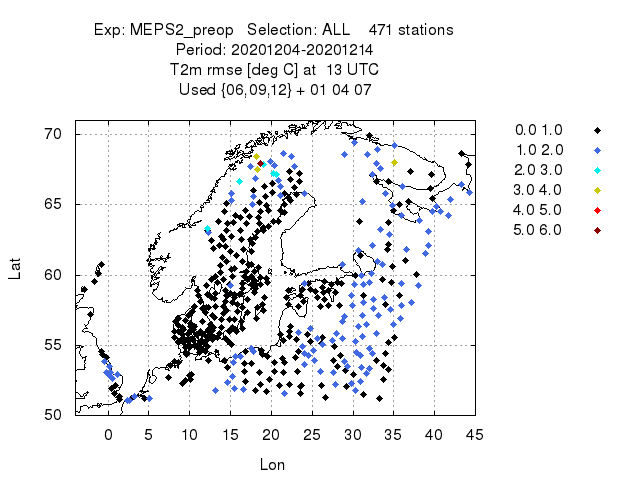 Exp: MEPS2_preop Selection: ALL 471 stations
Period: 20201204-20201214
T2m rmse [deg C] at 13 UTC
Used {06,09,12} + 01 04 07
70
65
60
55
50
Lat
0 5 10 15 20 25 30 35 40 45
Lon
0.0 1.0
1.0 2.0
2.0 3.0
3.0 4.0
4.0 5.0
5.0 6.0